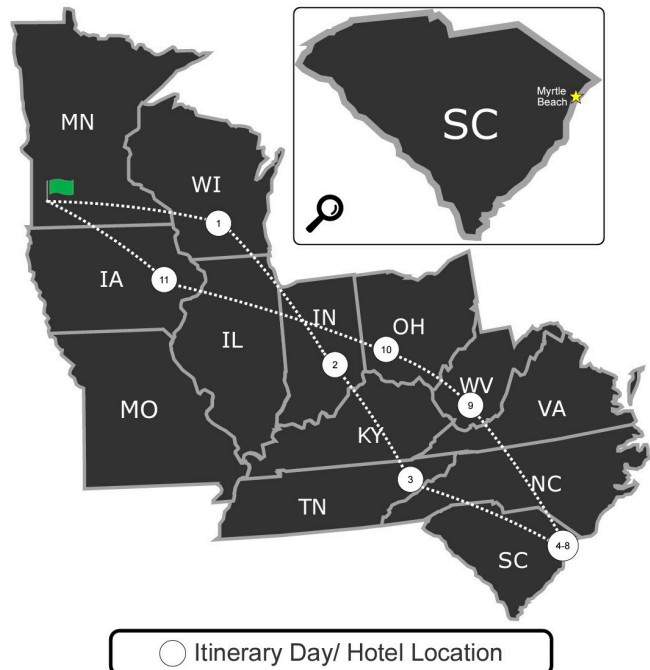 MN
WI
Myrtle
Beach
SC
1
IA
11
IL
IN
OH
10
2
WV
9
MO
VA
KY
3
TN
NC
4-8
SC
Itinerary Day/ Hotel Location